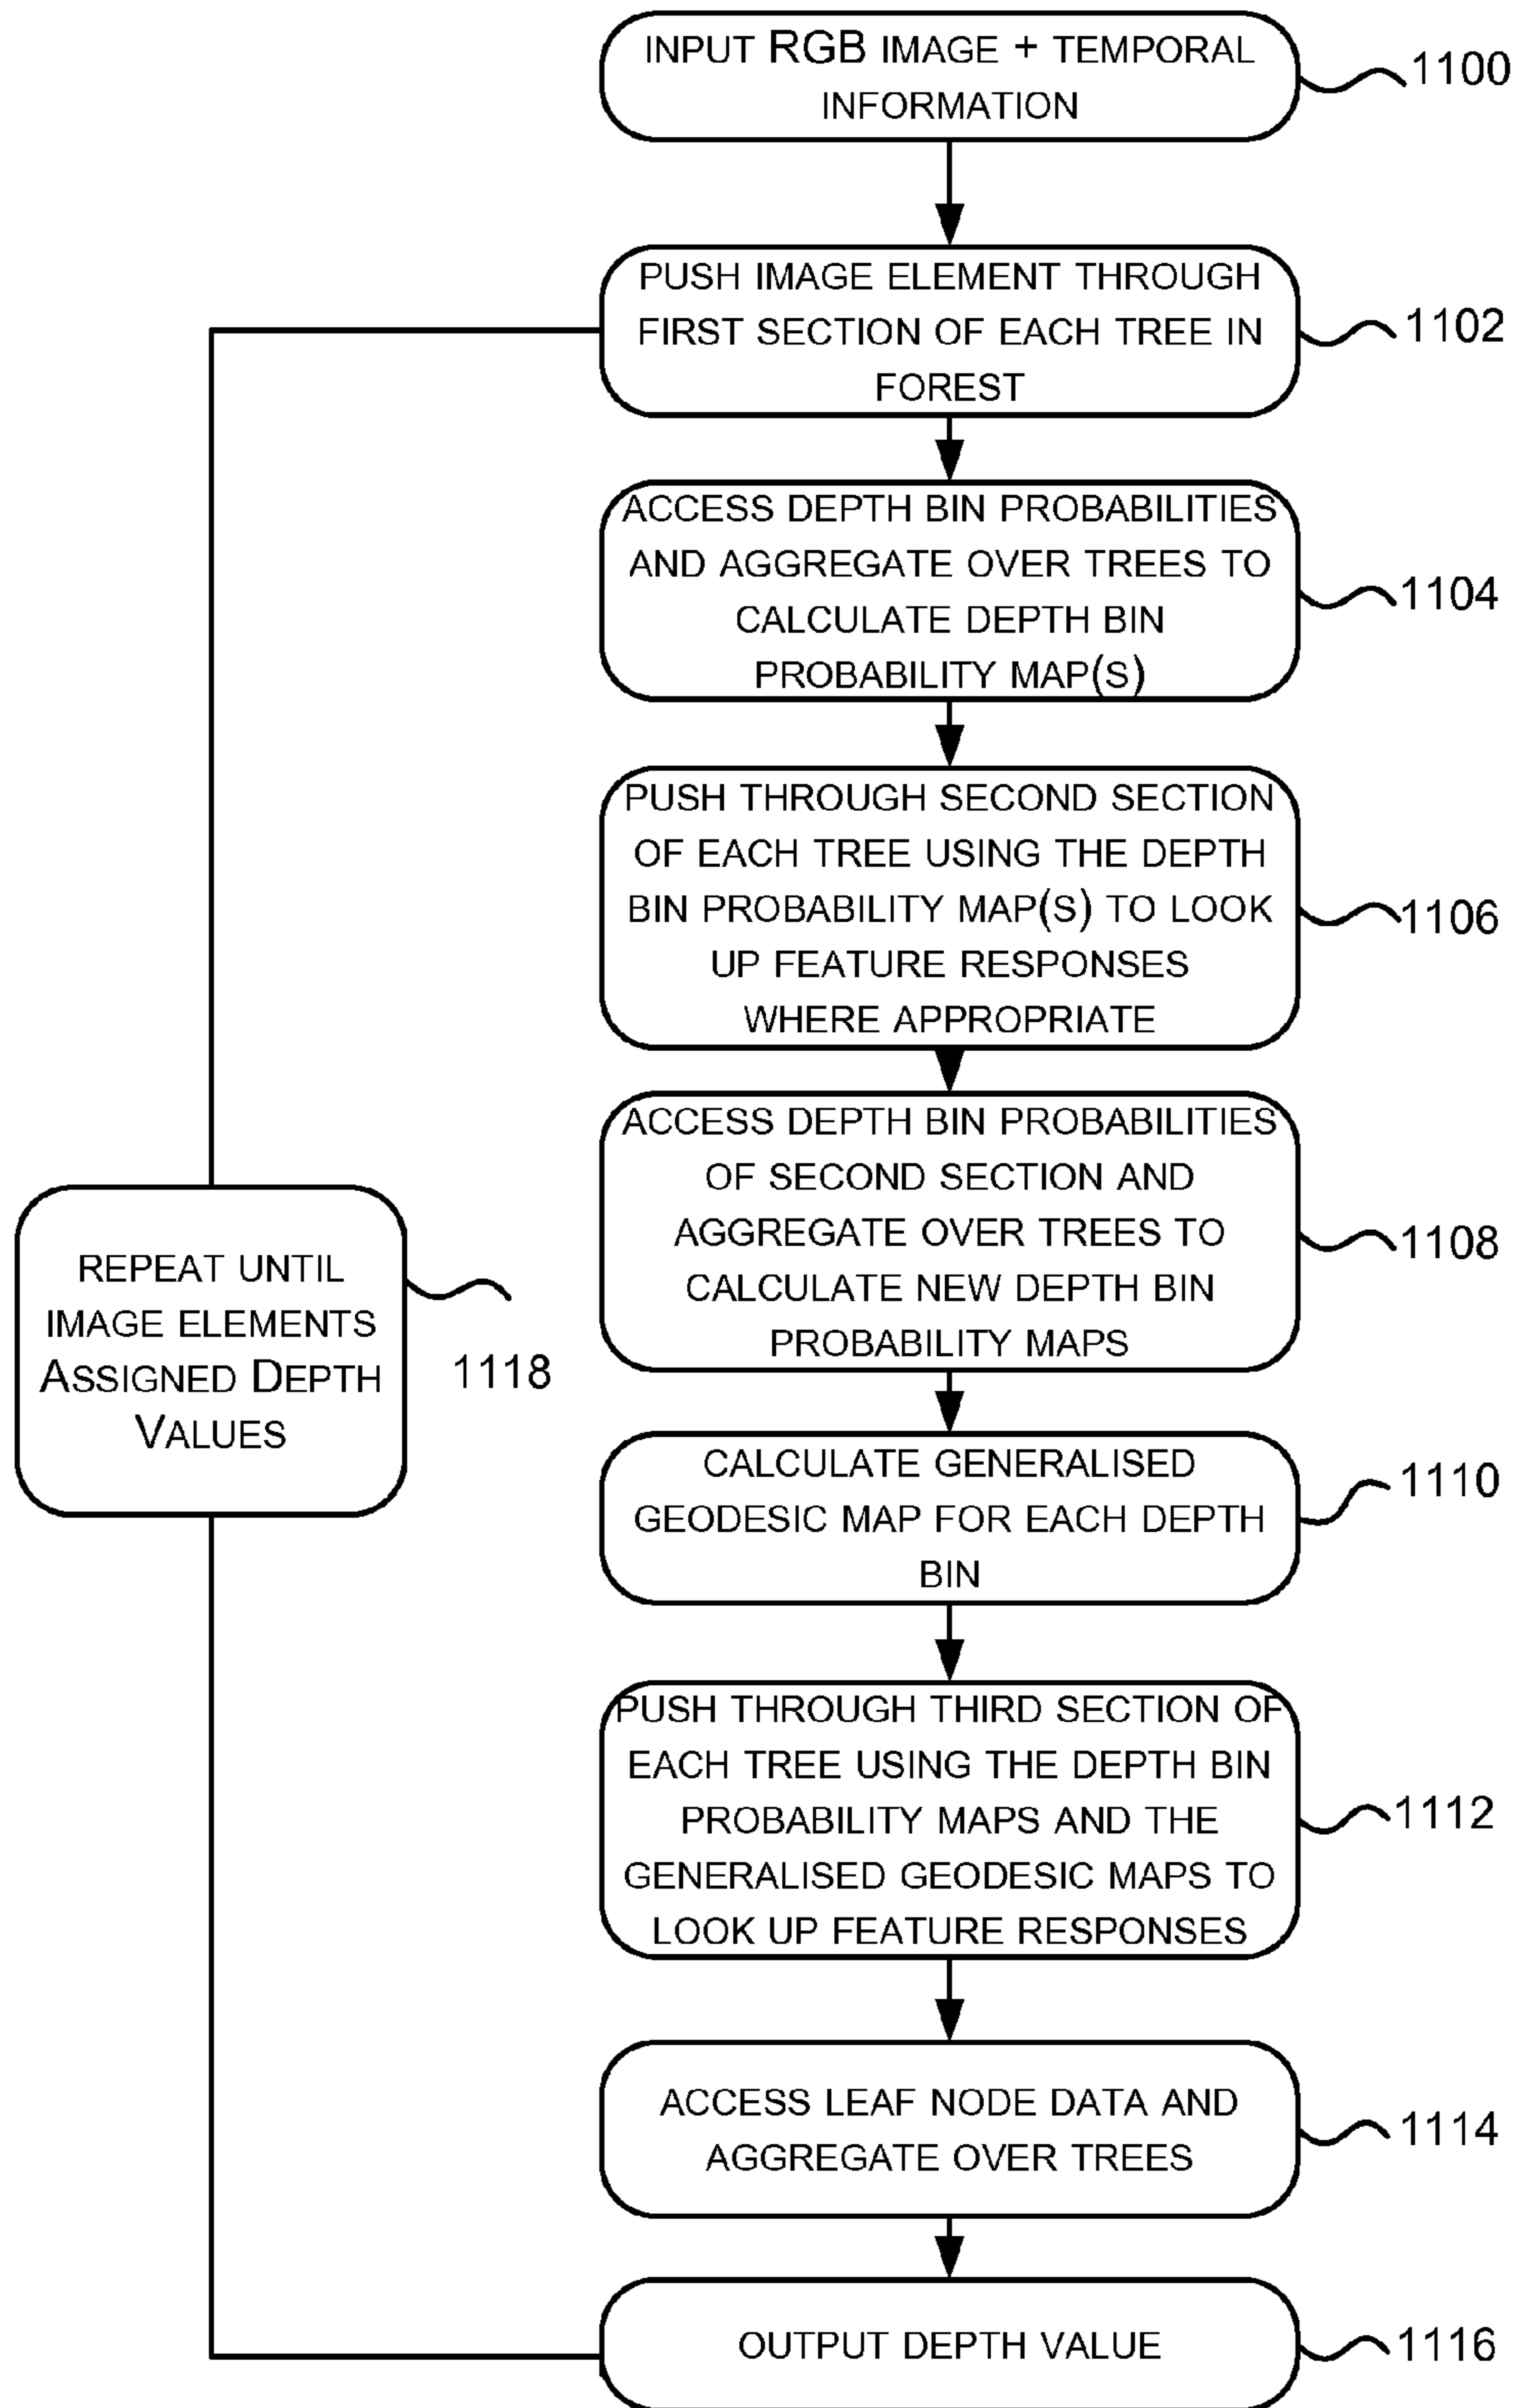 INPUT RGB IMAGE + TEMPORAL
INFORMATION
1100
PUSH IMAGE ELEMENT THROUGH
FIRST SECTION OF EACH TREE IN
FOREST
1102
ACCESS DEPTH BIN PROBABILITIES
AND AGGREGATE OVER TREES TO
CALCULATE DEPTH BIN
PROBABILITY MAP(S)
1104
PUSH THROUGH SECOND SECTION
OF EACH TREE USING THE DEPTH
BIN PROBABILITY MAP(S) TO LOOK
UP FEATURE RESPONSES
WHERE APPROPRIATE
1106
ACCESS DEPTH BIN PROBABILITIES
OF SECOND SECTION AND
AGGREGATE OVER TREES TO
CALCULATE NEW DEPTH BIN
PROBABILITY MAPS
1108
REPEAT UNTIL
IMAGE ELEMENTS
ASSIGNED DEPTH
VALUES
1118
CALCULATE GENERALISED
GEODESIC MAP FOR EACH DEPTH
BIN
1110
PUSH THROUGH THIRD SECTION OF
EACH TREE USING THE DEPTH BIN
PROBABILITY MAPS AND THE
GENERALISED GEODESIC MAPS TO
LOOK UP FEATURE RESPONSES
1112
ACCESS LEAF NODE DATA AND
AGGREGATE OVER TREES
1114
OUTPUT DEPTH VALUE
1116